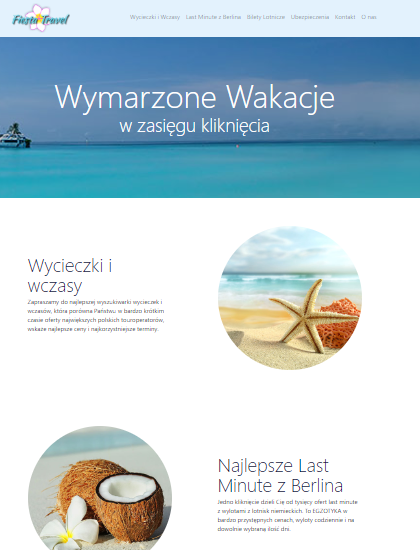 Fiesta Travel
Wycieczki i Wczasy Last Minute z Berlina Bilety Lotnicze Ubezpieczenia Kontakt O nas
Wymarzone Wakacje
w zasięgu kliknięcia
Wycieczki i
wczasy
Zapraszamy do najlepszej wyszukiwarki wycieczek i
wczasów, która porówna Państwu w bardzo krótkim
czasie oferty największych polskich touroperatorów,
wskaże najlepsze ceny i najkorzystniejsze terminy.
Najlepsze Last
Minute z Berlina
Jedno kliknięcie dzieli Cię od tysięcy ofert last minute
z wylotami z lotnisk niemieckich. To EGZOTYKA w
bardzo przystępnych cenach, wyloty codziennie i na
dowolnie wybraną ilość dni.